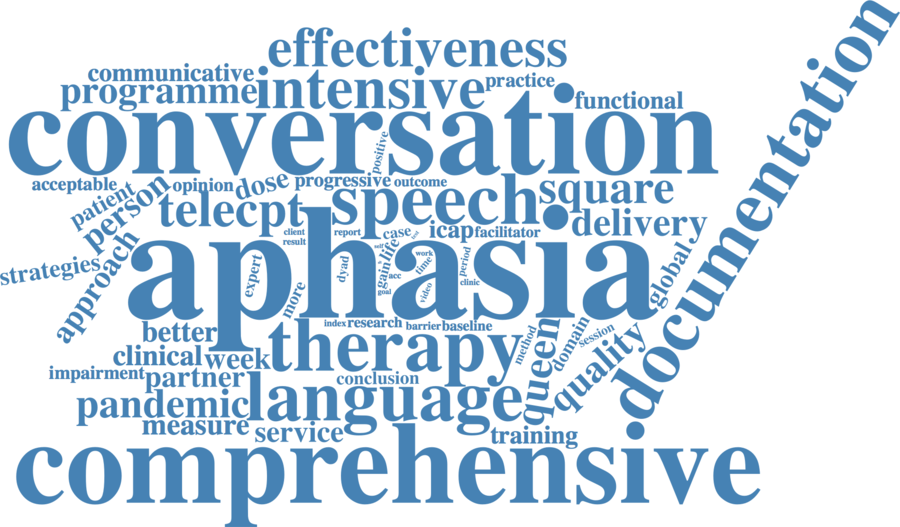 effectiveness
communicative
programme
intensive
practice
functional
documentation
conversation
positive
acceptable
opinion
dose
progressive
outcome
patient
person
telecpt
speech
square
delivery
client
result
report
case
icap
facilitator
approach
strategies
aphasia
expert
more
dyad
self
gain
life
acc
goal
work
time
video
period
clinic
global
index
research
barrier
baseline
better
therapy
method
queen
domain
session
quality
clinical
week
impairment
partner
conclusion
pandemic
language
measure
service
training
comprehensive